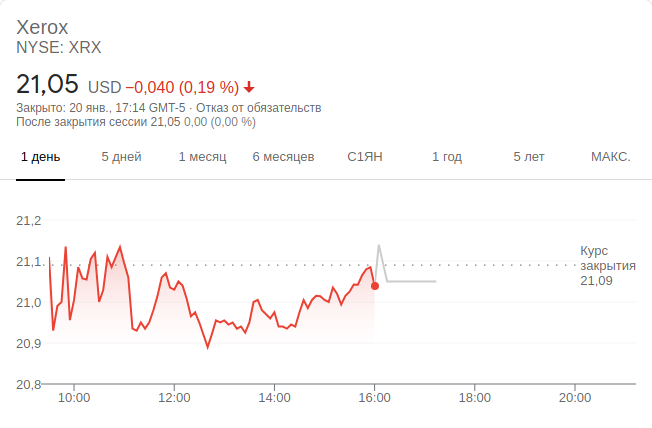 Xerox
NYSE: XRX
21,05 USD −0,040 (0,19 %)
Закрыто: 20 янв., 17:14 GMT-5 · Отказ от обязательств
После закрытия сессии 21,05 0,00 (0,00 %)
1 день 5 дней 1 месяц 6 месяцев С1ЯН 1 год 5 лет МАКС.
21,2
21,1
21,0
20,9
20,8
Курс
закрытия
21,09
10:00 12:00 14:00 16:00 18:00 20:00